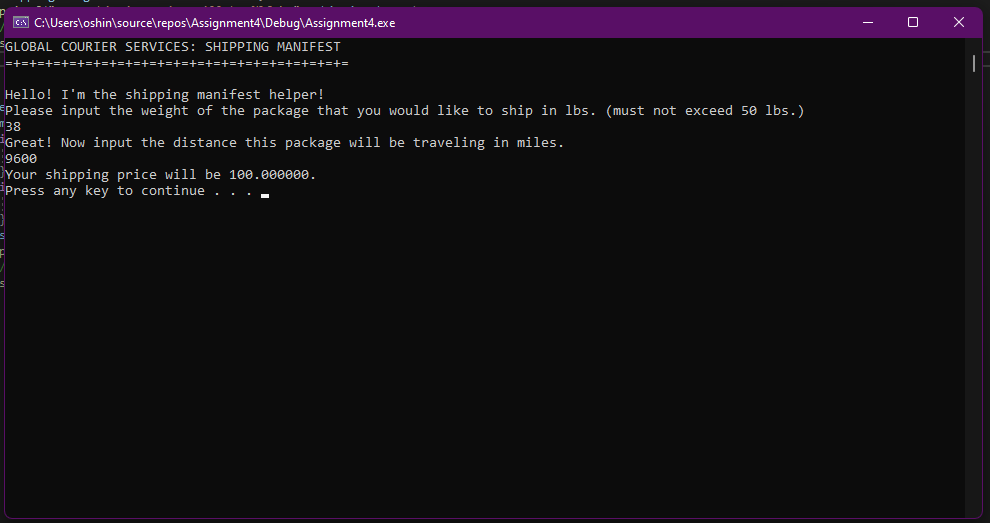 C:\Users\oshin\source\repos\Assignment4\Debug\Assignment4.exe
GLOBAL COURIER SERVICES: SHIPPING MANIFEST
=+=+=+=+=+=+=+=+=+=+=+=+=+=+=+=+=+=+=+=+=+=
Hello! I'm the shipping manifest helper!
Please input the weight of the package that you would like to ship in lbs. (must not exceed 50 lbs.)
38
Great! Now input the distance this package will be traveling in miles.
9600
Your shipping price will be 100.000000.
Press any key to continue . . .